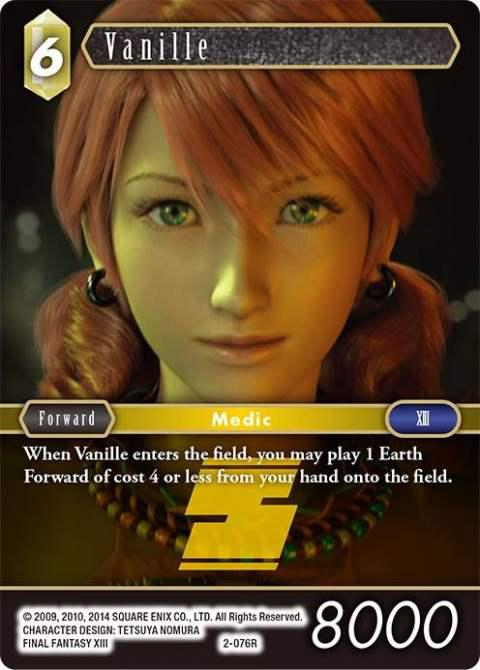 6
Vanille
Forward
Medic
XIII
When Vanille enters the field, you may play 1 Earth
Forward of cost 4 or less from your hand onto the field.
© 2009, 2010, 2014 SQUARE ENIX CO., LTD. All Rights Reserved.
CHARACTER DESIGN: TETSUYA NOMURA
FINAL FANTASY XIII
2-076R
8000